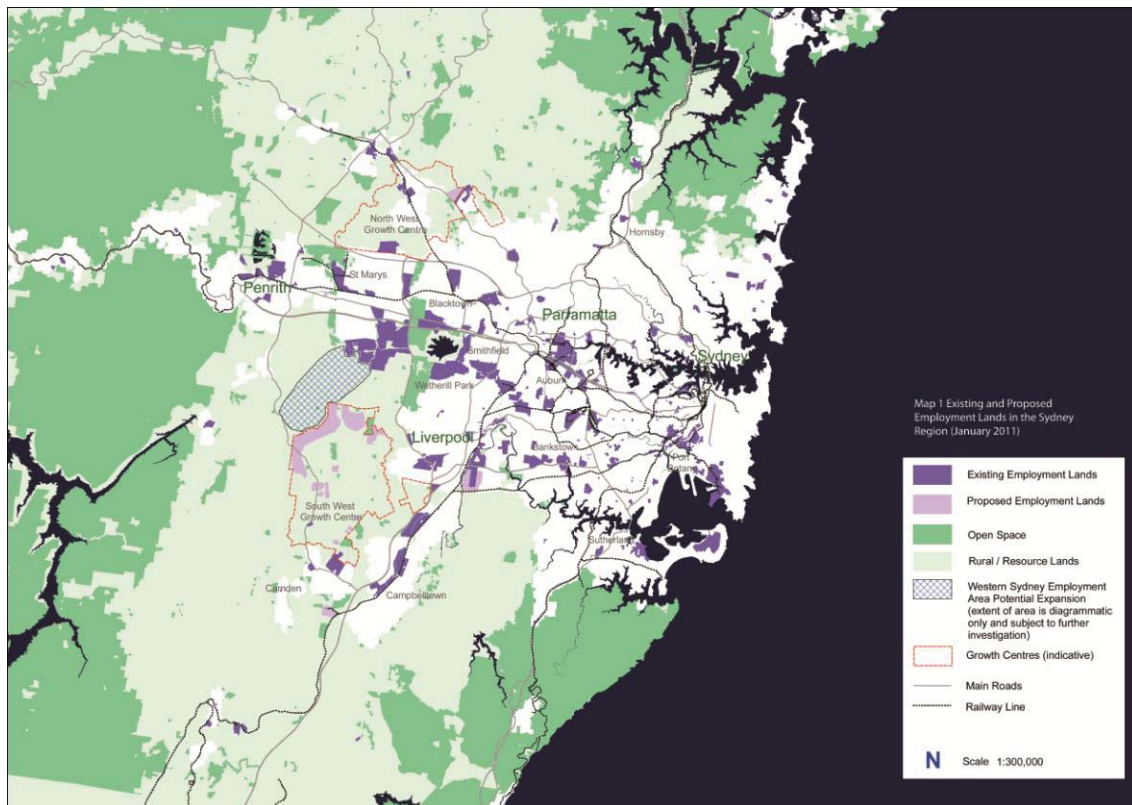 Hornsby
North West
Growth Centre
St Marys
Penrith
Blacktown
Parramatta
Smithfield
Sydney
Wetherill Park
Auburn
Liverpool
Bankstown
Port
Botany
South West
Growth Centre
Sutherland
Camden
Campbelltown
Map 1 Existing and Proposed
Employment Lands in the Sydney
Region (January 2011)
Existing Employment Lands
Proposed Employment Lands
Open Space
Rural / Resource Lands
Western Sydney Employment
Area Potential Expansion
(extent of area is diagrammatic
only and subject to further
investigation)
Growth Centres (indicative)
Main Roads
Railway Line
N Scale 1:300,000